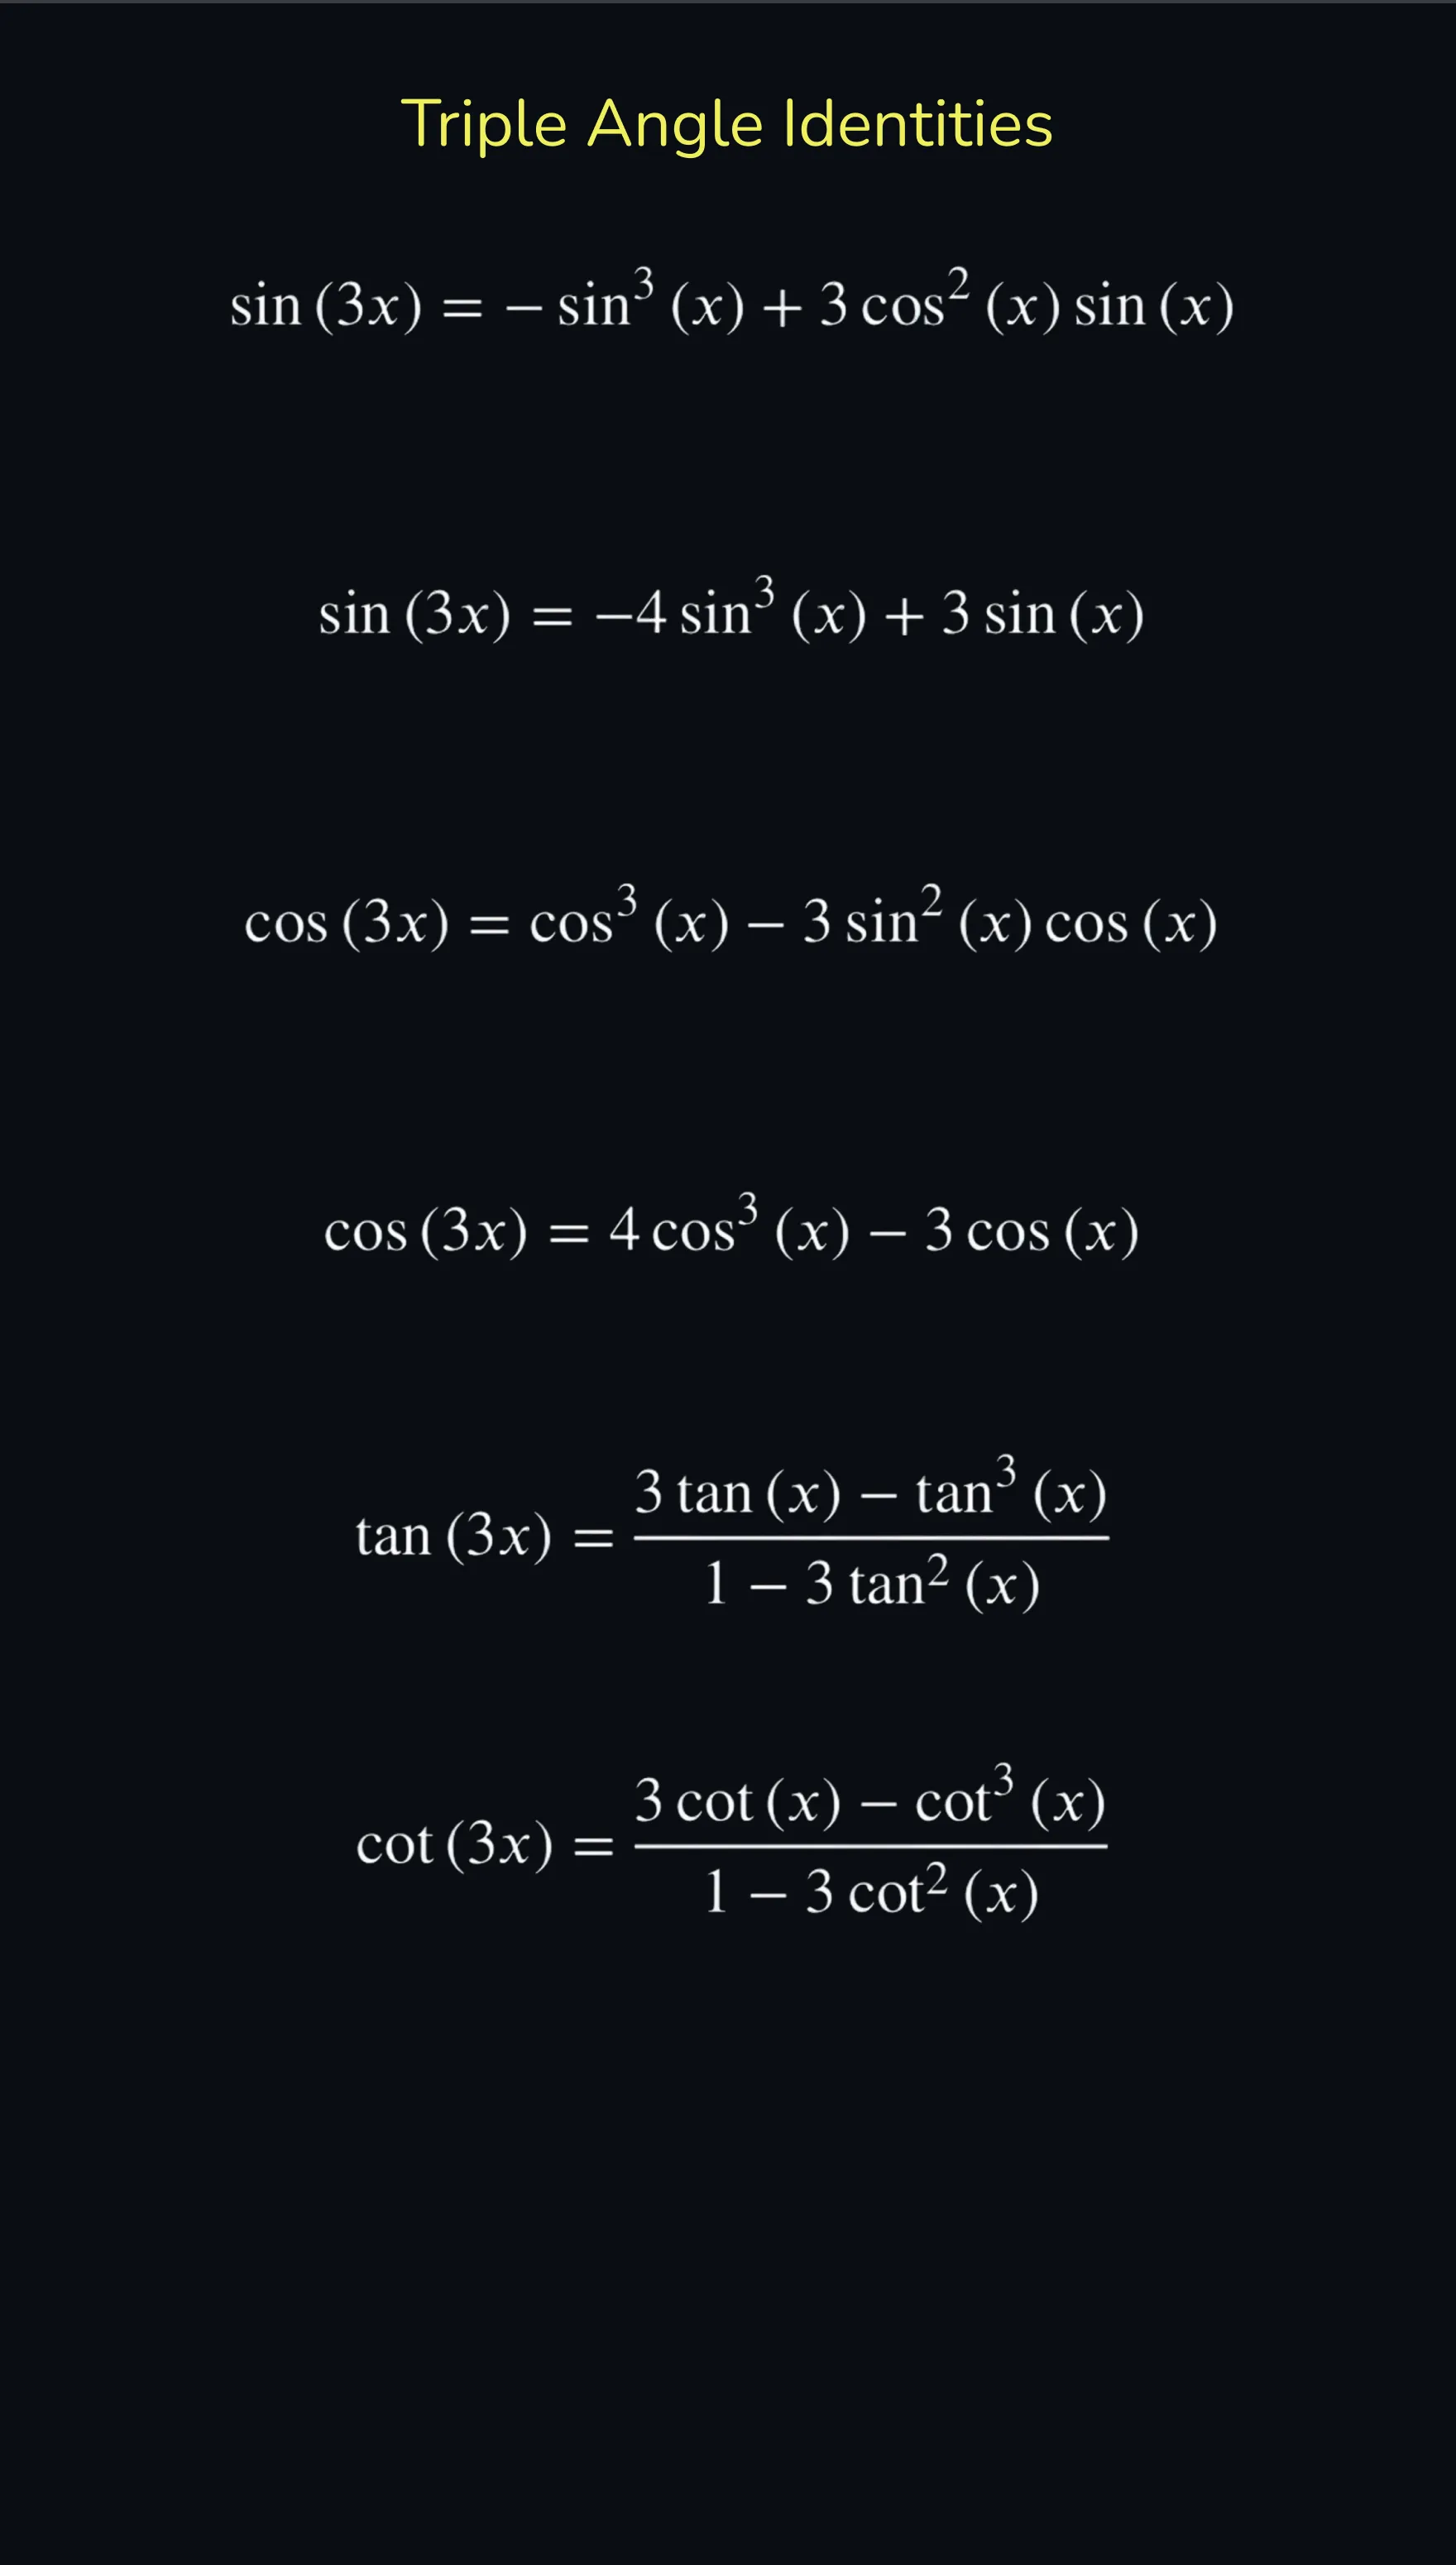 Triple Angle Identities
sin (3x) = − sin³ (x) + 3 cos² (x) sin (x)
sin (3x) = −4 sin³ (x) + 3 sin (x)
cos (3x) = cos³ (x) − 3 sin² (x) cos (x)
cos (3x) = 4 cos³ (x) − 3 cos (x)
tan (3x) = \frac{3 tan (x) − tan³ (x)}{1 − 3 tan² (x)}
cot (3x) = \frac{3 cot (x) − cot³ (x)}{1 − 3 cot² (x)}